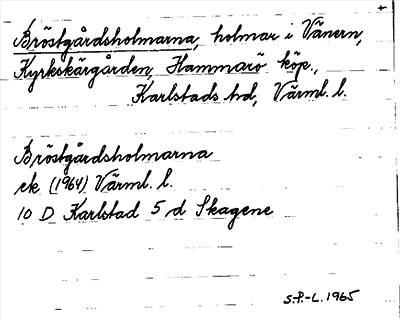 Bröstgårdsholmarna, holmar i Vänern,
Kyrkskärgården, Hammarö köp.,
Karlstads hd, Värml. l.
Bröstgårdsholmarna
ek (1964) Värml. l.
10 D Karlstad 5 d Skagene
S.P.-L. 1965